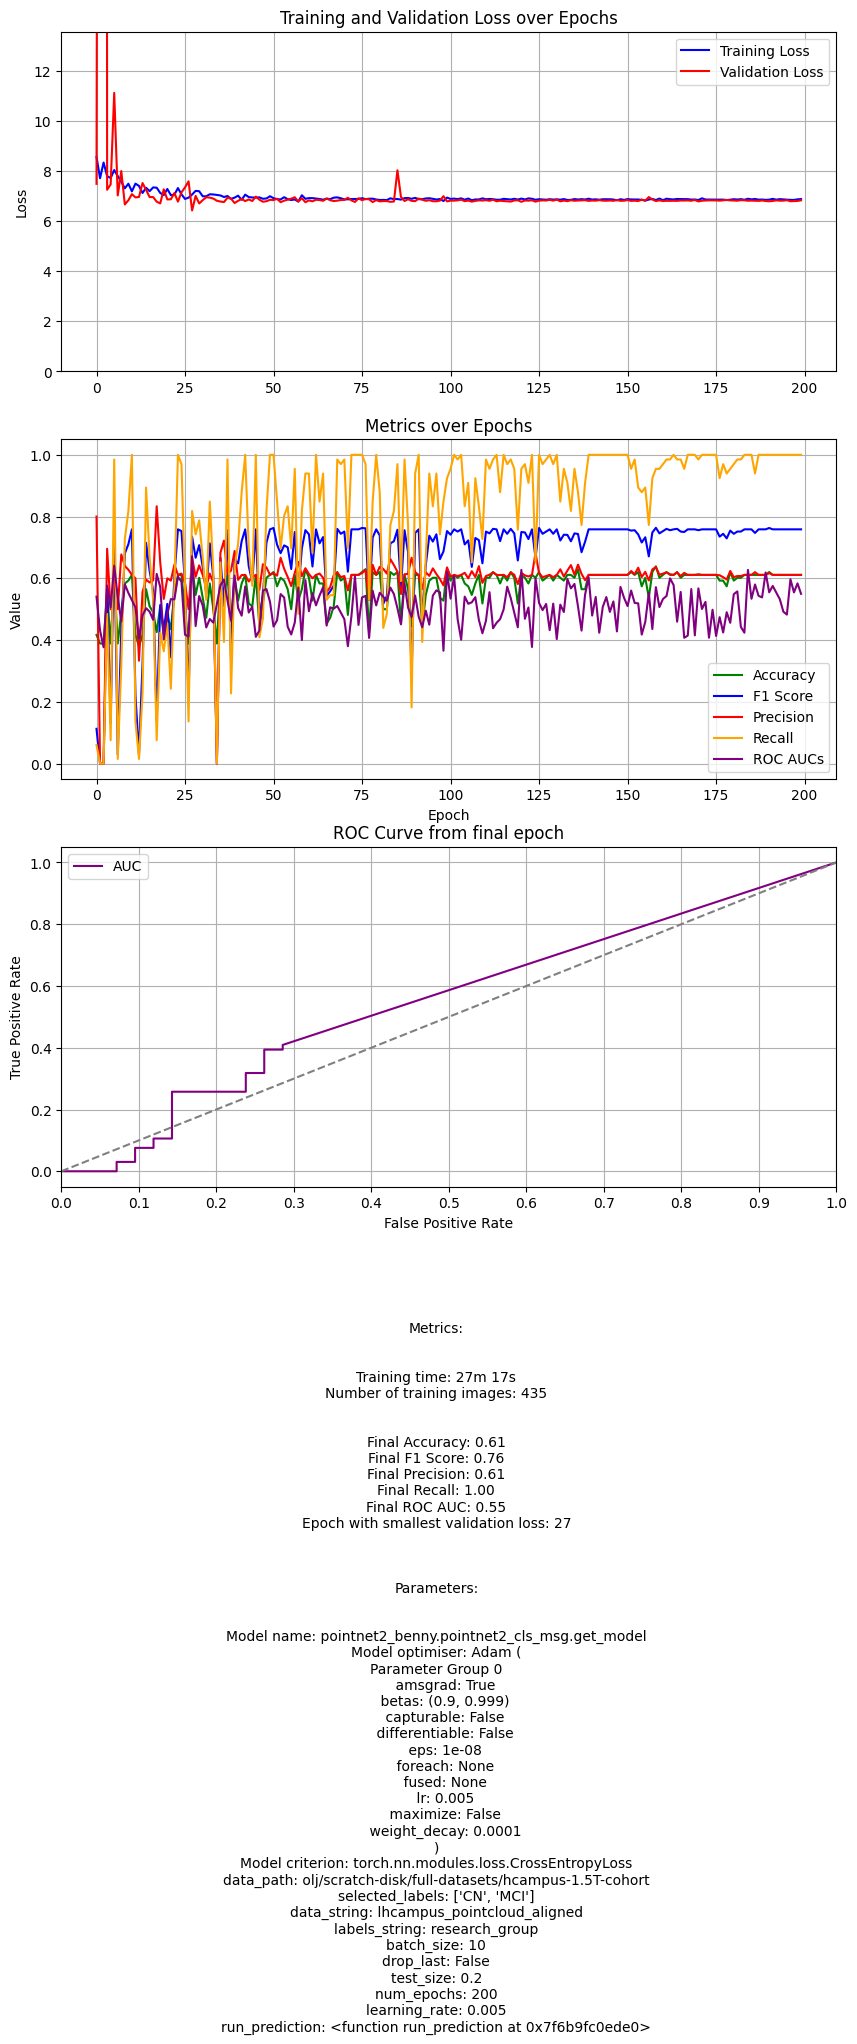 Training and Validation Loss over Epochs
Training Loss
Validation Loss
12
10
8
6
4
2
0
Loss
0 25 50 75 100 125 150 175 200
Metrics over Epochs
1.0
0.8
0.6
0.4
0.2
0.0
Value
Accuracy
F1 Score
Precision
Recall
ROC AUCs
0 25 50 75 100 125 150 175 200
Epoch
ROC Curve from final epoch
AUC
1.0
0.8
0.6
0.4
0.2
0.0
True Positive Rate
0.0 0.1 0.2 0.3 0.4 0.5 0.6 0.7 0.8 0.9 1.0
False Positive Rate
Metrics:
Training time: 27m 17s
Number of training images: 435
Final Accuracy: 0.61
Final F1 Score: 0.76
Final Precision: 0.61
Final Recall: 1.00
Final ROC AUC: 0.55
Epoch with smallest validation loss: 27
Parameters:
Model name: pointnet2_benny.pointnet2_cls_msg.get_model
Model optimiser: Adam (
Parameter Group 0
amsgrad: True
betas: (0.9, 0.999)
capturable: False
differentiable: False
eps: 1e-08
foreach: None
fused: None
lr: 0.005
maximize: False
weight_decay: 0.0001
)
Model criterion: torch.nn.modules.loss.CrossEntropyLoss
data_path: olj/scratch-disk/full-datasets/hcampus-1.5T-cohort
selected_labels: ['CN', 'MCI']
data_string: lhcampus_pointcloud_aligned
labels_string: research_group
batch_size: 10
drop_last: False
test_size: 0.2
num_epochs: 200
learning_rate: 0.005
run_prediction: <function run_prediction at 0x7f6b9fc0ede0>